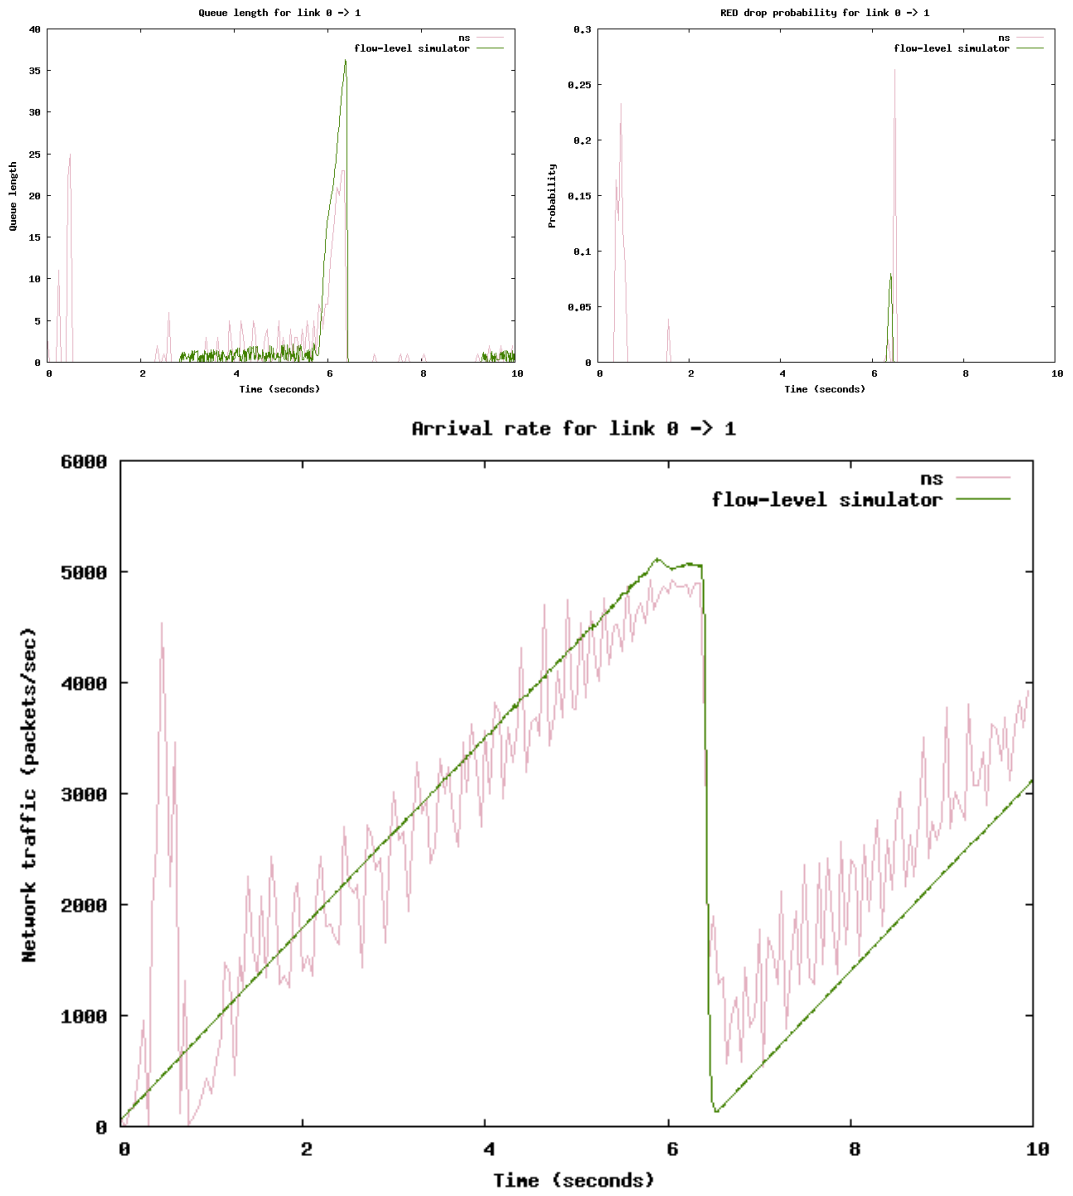 Queue length for link 0 -> 1
40
35
30
25
20
15
10
5
0
Queue length
ns
flow-level simulator
0 2 4 6 8 10
Time (seconds)
RED drop probability for link 0 -> 1
0.3
0.25
0.2
0.15
0.1
0.05
0
Probability
ns
flow-level simulator
0 2 4 6 8 10
Time (seconds)
Arrival rate for link 0 -> 1
6000
5000
4000
3000
2000
1000
0
Network traffic (packets/sec)
ns
flow-level simulator
0 2 4 6 8 10
Time (seconds)